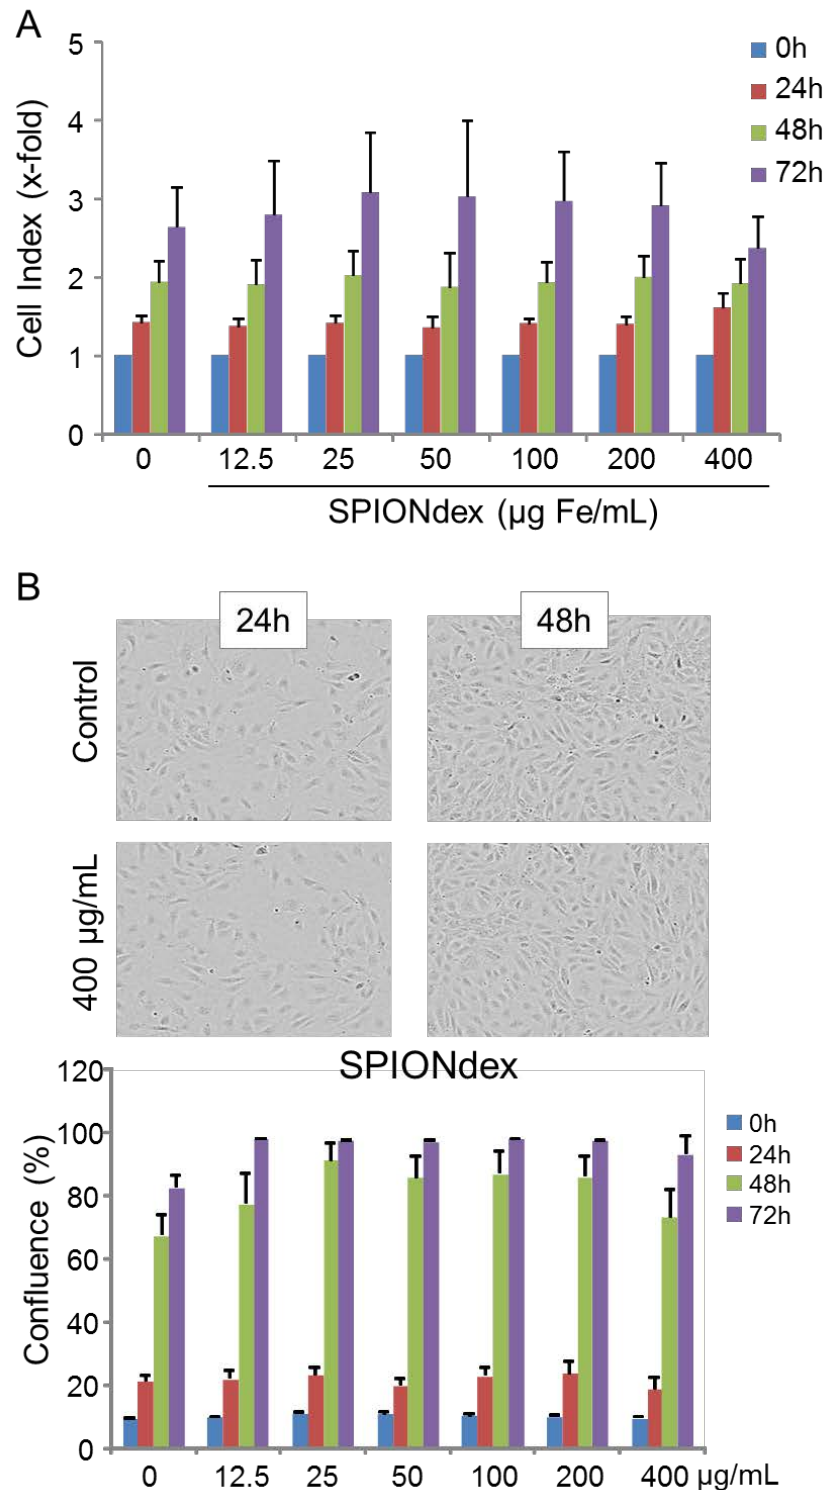 A
Cell Index (x-fold)
5
4
3
2
1
0
0h
24h
48h
72h
0 12.5 25 50 100 200 400
SPIONdex (µg Fe/mL)
B
24h 48h
Control
400 µg/mL
SPIONdex
Confluence (%)
120
100
80
60
40
20
0
0h
24h
48h
72h
0 12.5 25 50 100 200 400 µg/mL